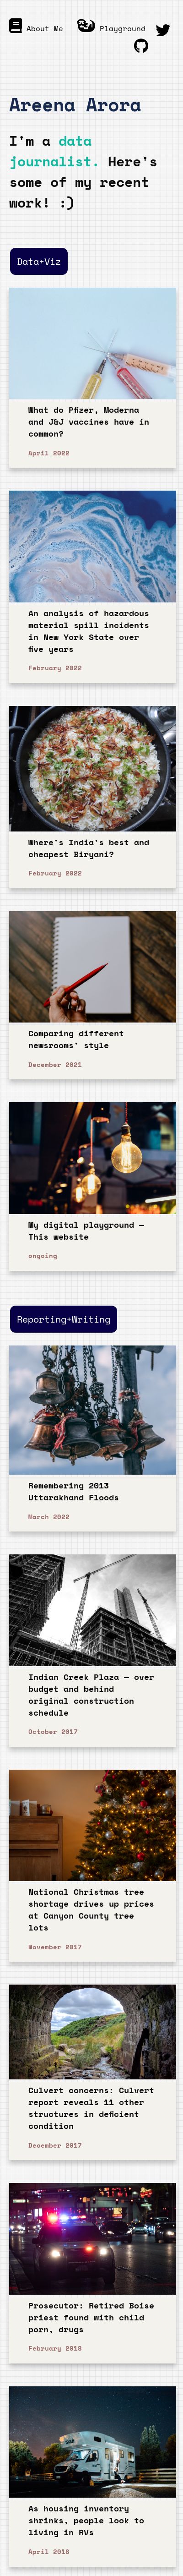 About Me
Playground
Areena Arora
I'm a data
journalist. Here's
some of my recent
work! :)
Data+Viz
What do Pfizer, Moderna
and J&J vaccines have in
common?
April 2022
An analysis of hazardous
material spill incidents
in New York State over
five years
February 2022
Where's India's best and
cheapest Biryani?
February 2022
Comparing different
newsrooms' style
December 2021
My digital playground —
This website
ongoing
Reporting+Writing
Remembering 2013
Uttarakhand Floods
March 2022
Indian Creek Plaza — over
budget and behind
original construction
schedule
October 2017
National Christmas tree
shortage drives up prices
at Canyon County tree
lots
November 2017
Culvert concerns: Culvert
report reveals 11 other
structures in deficient
condition
December 2017
Prosecutor: Retired Boise
priest found with child
porn, drugs
February 2018
As housing inventory
shrinks, people look to
living in RVs
April 2018